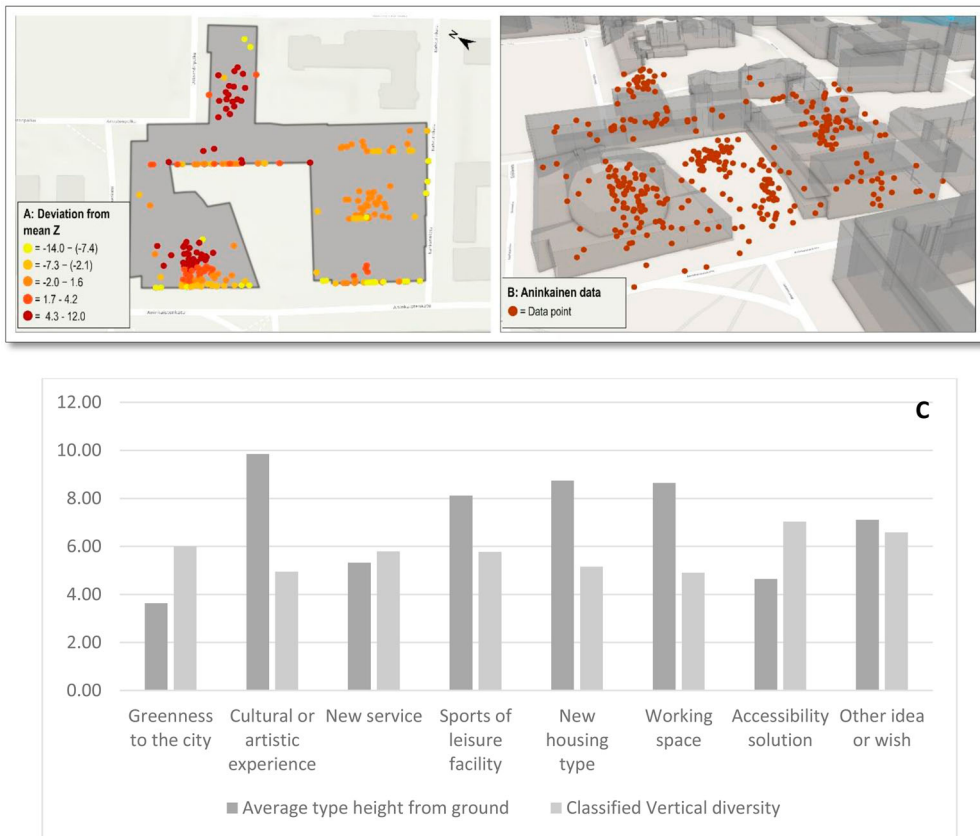 N
A: Deviation from
mean Z
= -14.0 – (-7.4)
= -7.3 – (-2.1)
= -2.0 – 1.6
= 1.7 - 4.2
= 4.3 - 12.0
B: Aninkainen data
= Data point
C
12.00
10.00
8.00
6.00
4.00
2.00
0.00
Greenness
to the city
Cultural or
artistic
experience
New service
Sports of
leisure
facility
New
housing
type
Working
space
Accessibility
solution
Other idea
or wish
Average type height from ground
Classified Vertical diversity